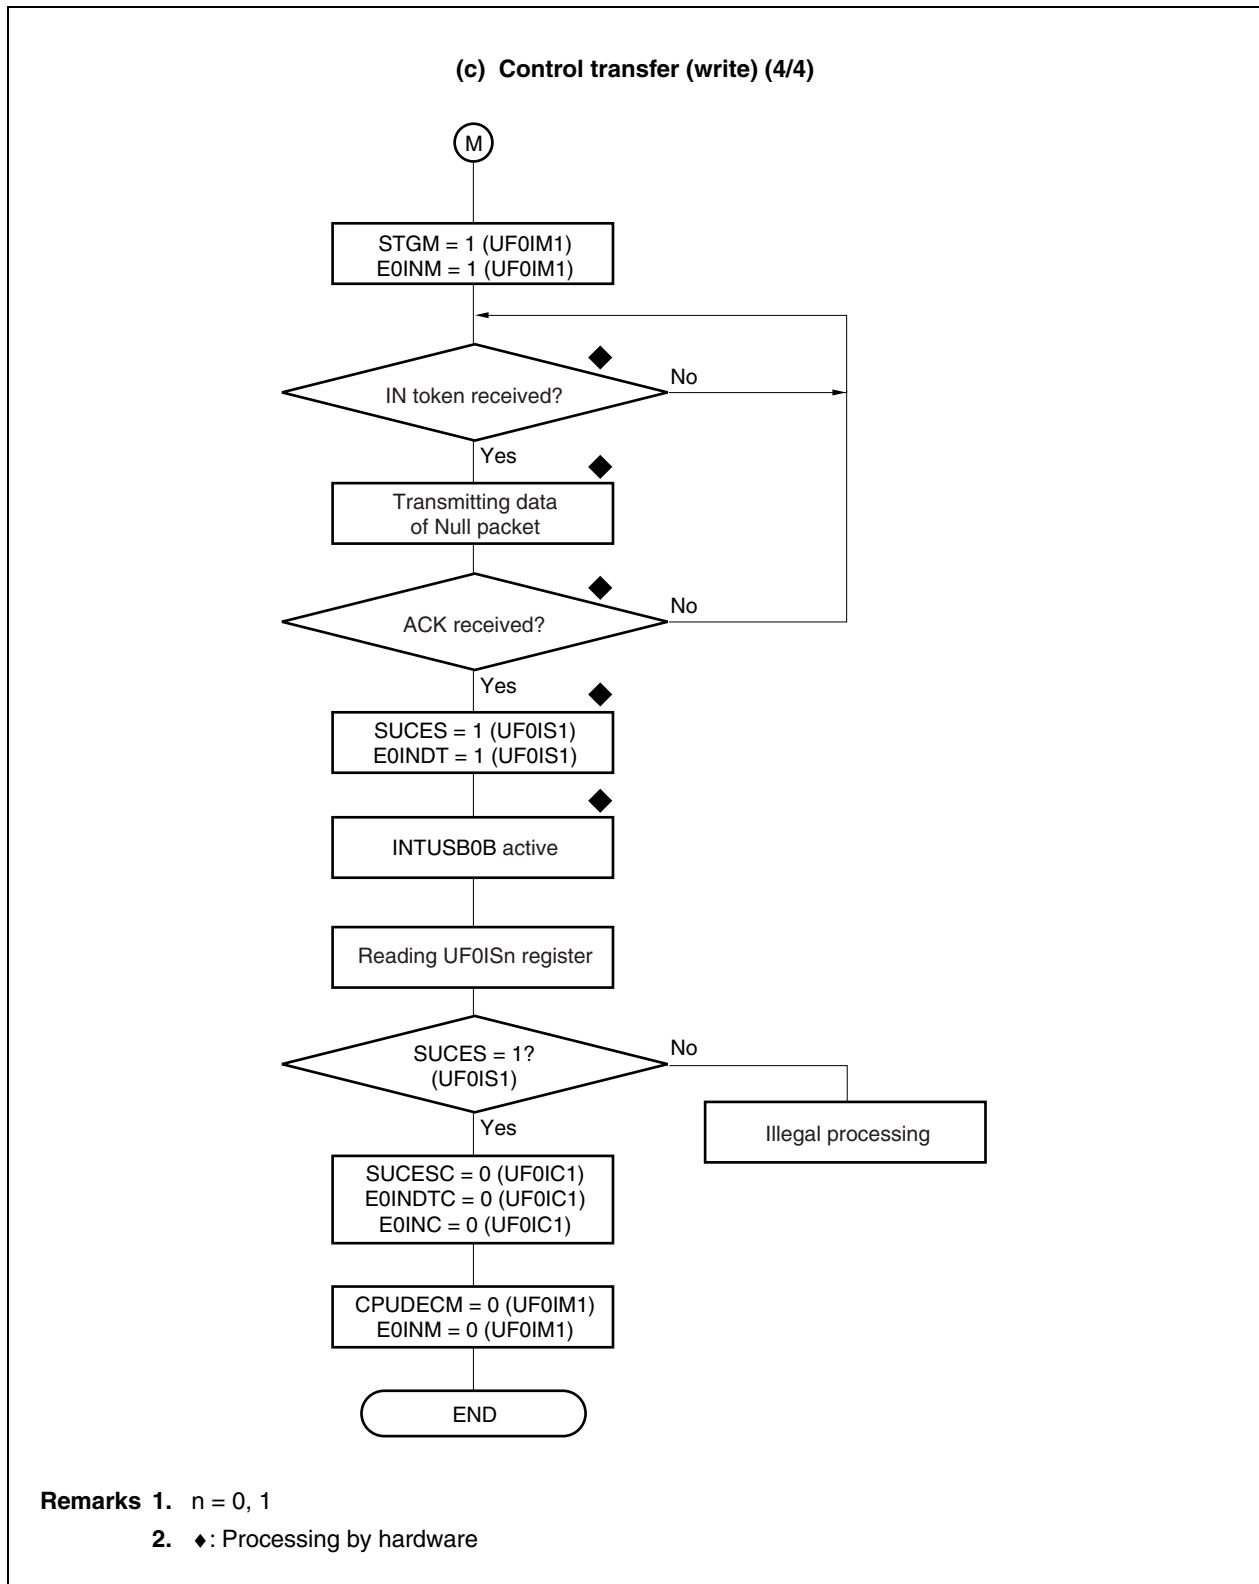 (c) Control transfer (write) (4/4)
M
STGM = 1 (UF0IM1)
E0INM = 1 (UF0IM1)
IN token received?
No
Yes
Transmitting data
of Null packet
ACK received?
No
Yes
SUCES = 1 (UF0IS1)
E0INDT = 1 (UF0IS1)
INTUSB0B active
Reading UF0ISn register
SUCES = 1?
(UF0IS1)
No
Illegal processing
Yes
SUCESC = 0 (UF0IC1)
E0INDTC = 0 (UF0IC1)
E0INC = 0 (UF0IC1)
CPUDECM = 0 (UF0IM1)
E0INM = 0 (UF0IM1)
END
Remarks 1. n = 0, 1
2. ♦: Processing by hardware